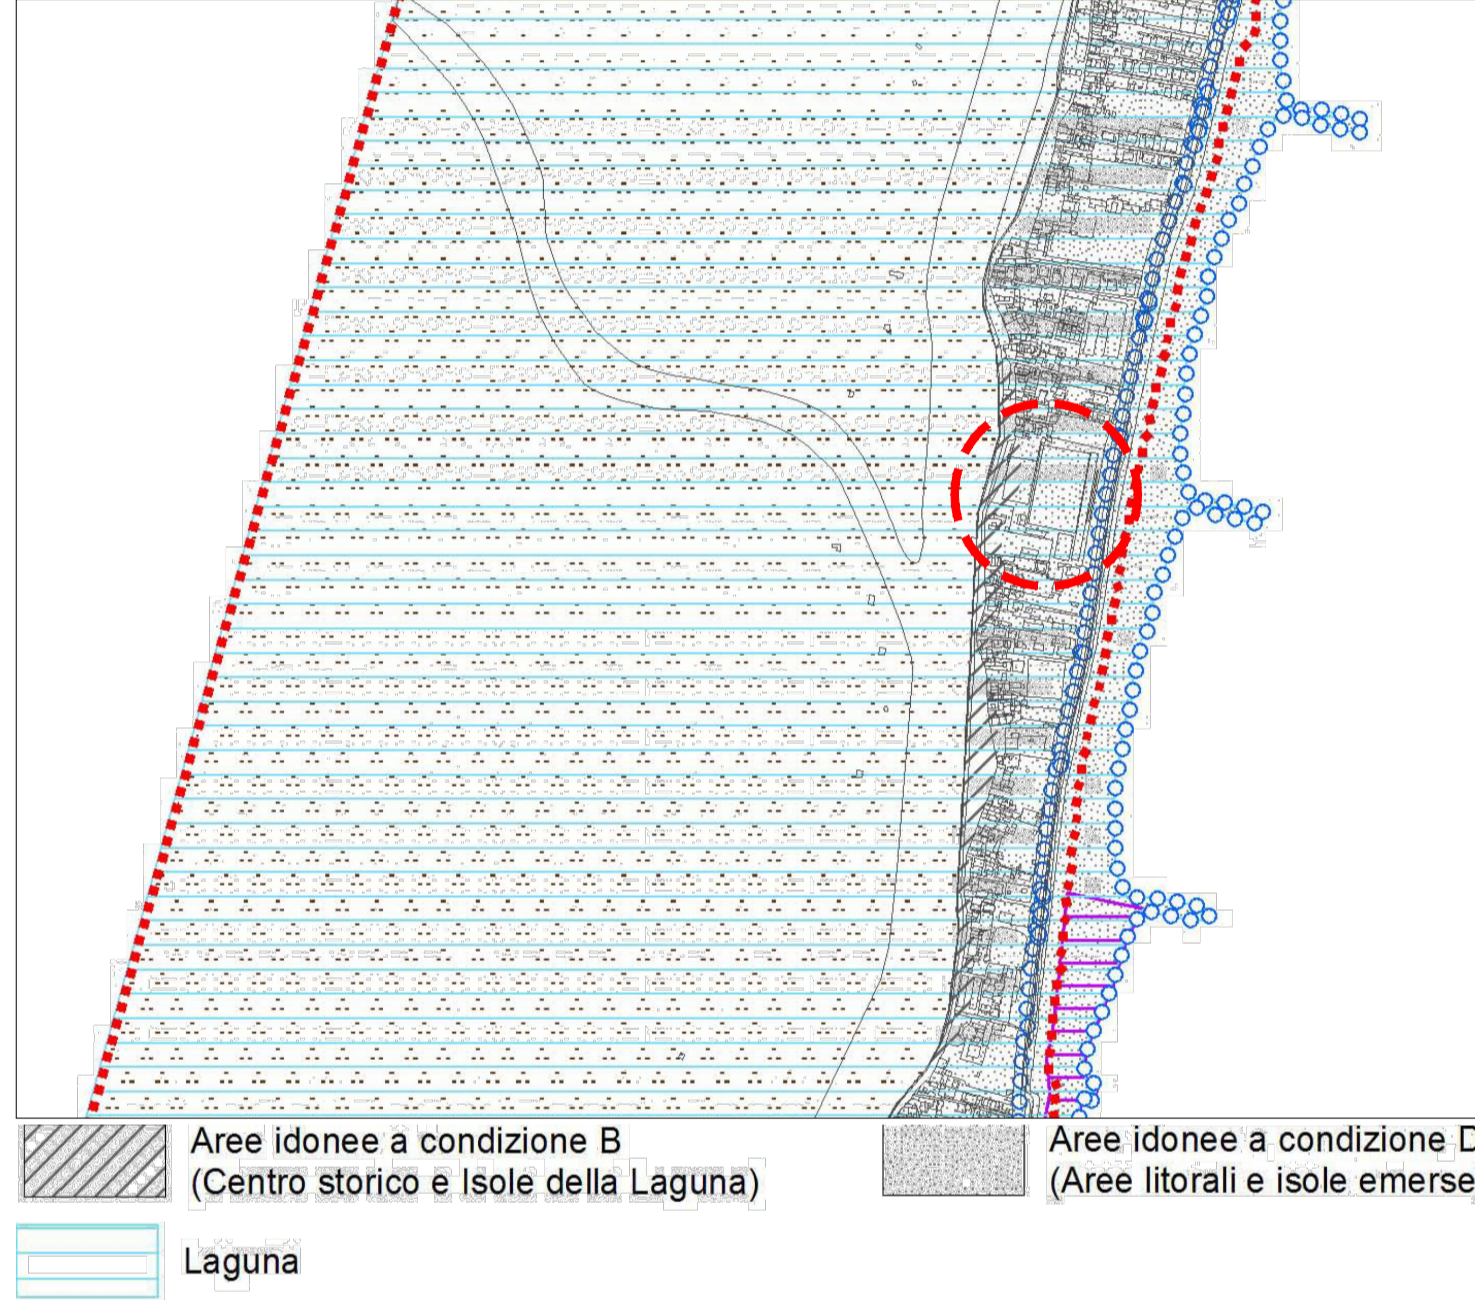 Aree idonee a condizione B
(Centro storico e Isole della Laguna)
Aree idonee a condizione D
(Aree litorali e isole emerse
Laguna